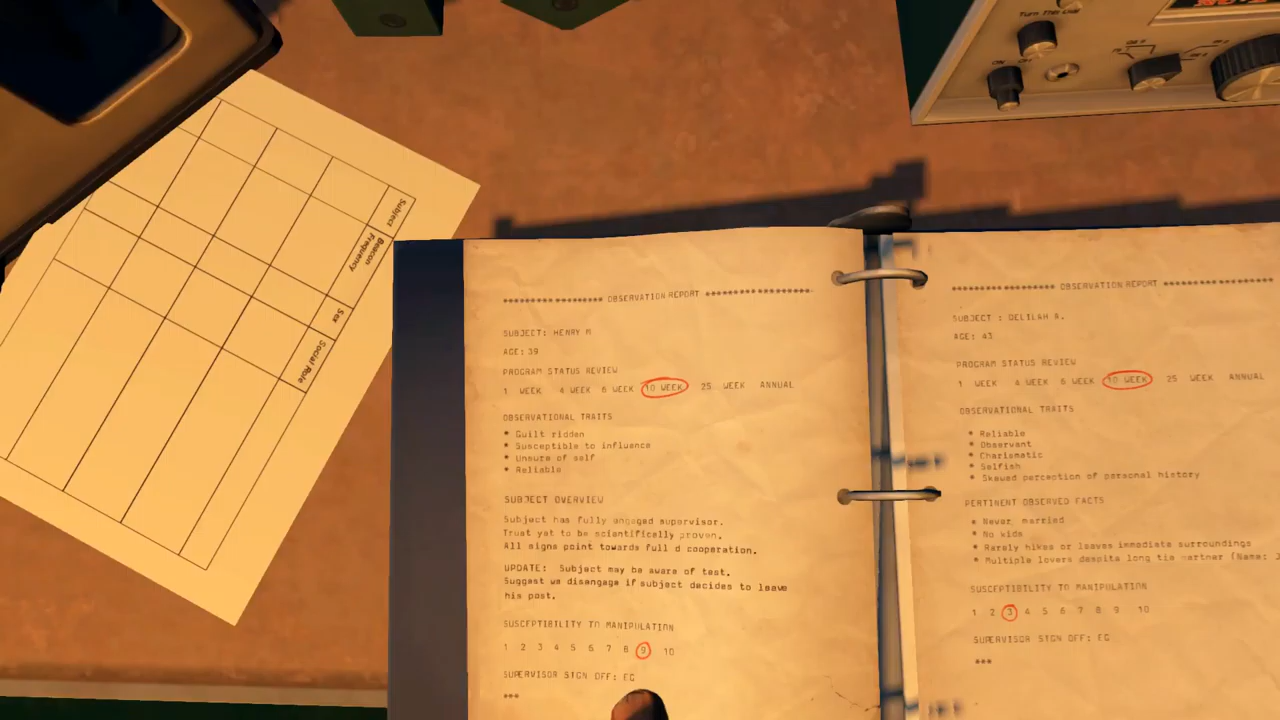 Turn The Dial
ON
Subject
Beacon
Frequency
Sex
Social Role
****************** OBSERVATION REPORT *******************
SUBJECT: HENRY M
AGE: 39
PROGRAM STATUS REVIEW
1 WEEK 4 WEEK 6 WEEK 10 WEEK 25 WEEK ANNUAL
OBSERVATIONAL TRAITS
* Guilt ridden
* Susceptible to influence
* Unsure of self
* Reliable
SUBJECT OVERVIEW
Subject has fully engaged supervisor.
Trust yet to be scientifically proven.
All signs point towards full d cooperation.
UPDATE: Subject may be aware of test.
Suggest we disengage if subject decides to leave
his post.
SUSCEPTIBILITY TO MANIPULATION
1 2 3 4 5 6 7 8 9 10
SUPERVISOR SIGN OFF: EG
***
****************** OBSERVATION REPORT *******************
SUBJECT : DELILAH R.
AGE: 43
PROGRAM STATUS REVIEW
1 WEEK 4 WEEK 6 WEEK 10 WEEK 25 WEEK ANNUAL
OBSERVATIONAL TRAITS
* Reliable
* Observant
* Charismatic
* Selfish
* Skewed perception of personal history
PERTINENT OBSERVED FACTS
* Never married
* No kids
* Rarely hikes or leaves immediate surroundings
* Multiple lovers despite long tie partner (Name: J
SUSCEPTIBILITY TO MANIPULATION
1 2 3 4 5 6 7 8 9 10
SUPERVISOR SIGN OFF: EG
***